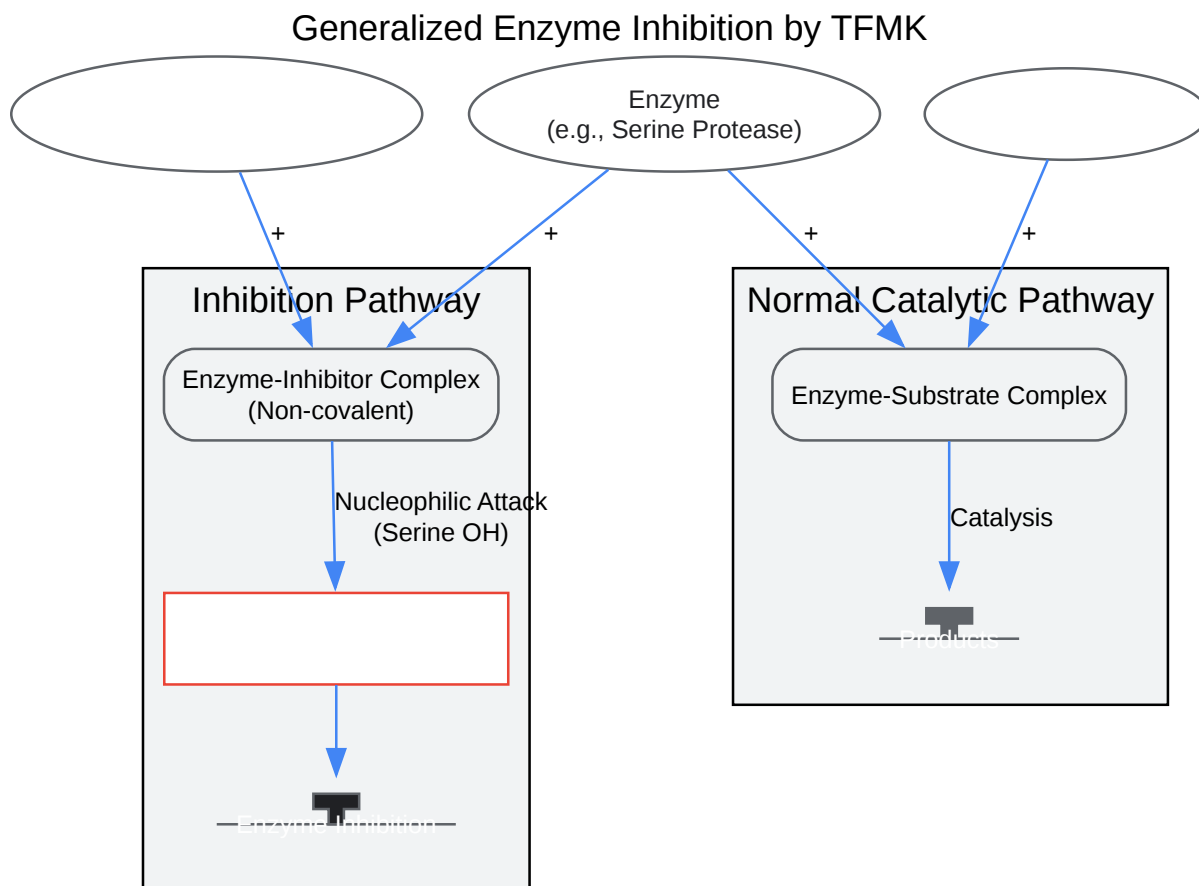 Generalized Enzyme Inhibition by TFMK
Enzyme
(e.g., Serine Protease)
+
+
+
+
Inhibition Pathway
Normal Catalytic Pathway
Enzyme-Inhibitor Complex
(Non-covalent)
Enzyme-Substrate Complex
Nucleophilic Attack
(Serine OH)
Catalysis
Products
Enzyme Inhibition